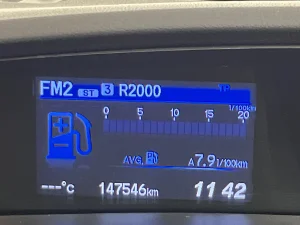 FM2 ST 3 R2000
l/100km
0 5 10 15 20
AVG. A 7.9 l/100km
---°C 147546km 11 42